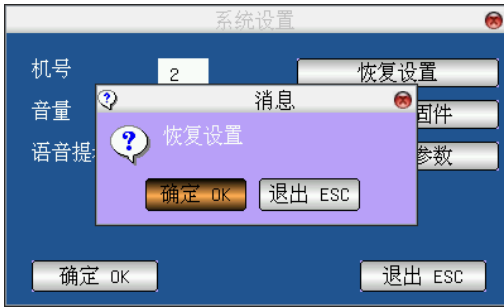 系统设置
机号 2 恢复设置
音量 消息 固件
语音提 恢复设置 参数
确定 OK 退出 ESC
确定 OK 退出 ESC